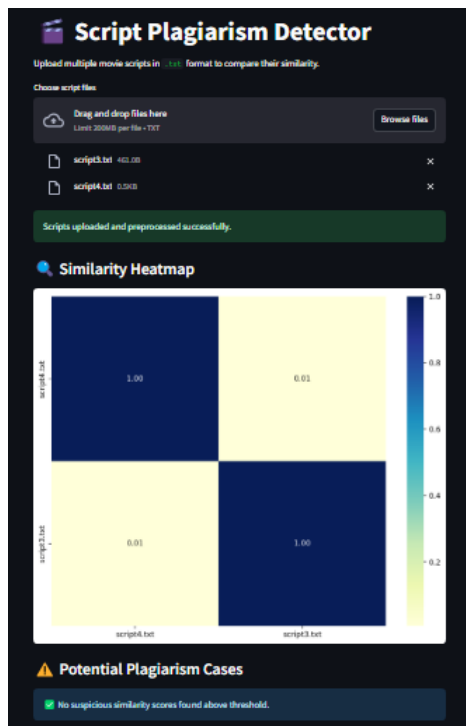 Script Plagiarism Detector
Upload multiple movie scripts in .txt format to compare their similarity.
Choose script files
Drag and drop files here
Limit 200MB per file • TXT
Browse files
script3.txt 461.0B
script4.txt 0.5KB
Scripts uploaded and preprocessed successfully.
Similarity Heatmap
script4.txt
script3.txt
1.00
0.01
0.01
1.00
script4.txt
script3.txt
1.0
0.8
0.6
0.4
0.2
Potential Plagiarism Cases
No suspicious similarity scores found above threshold.